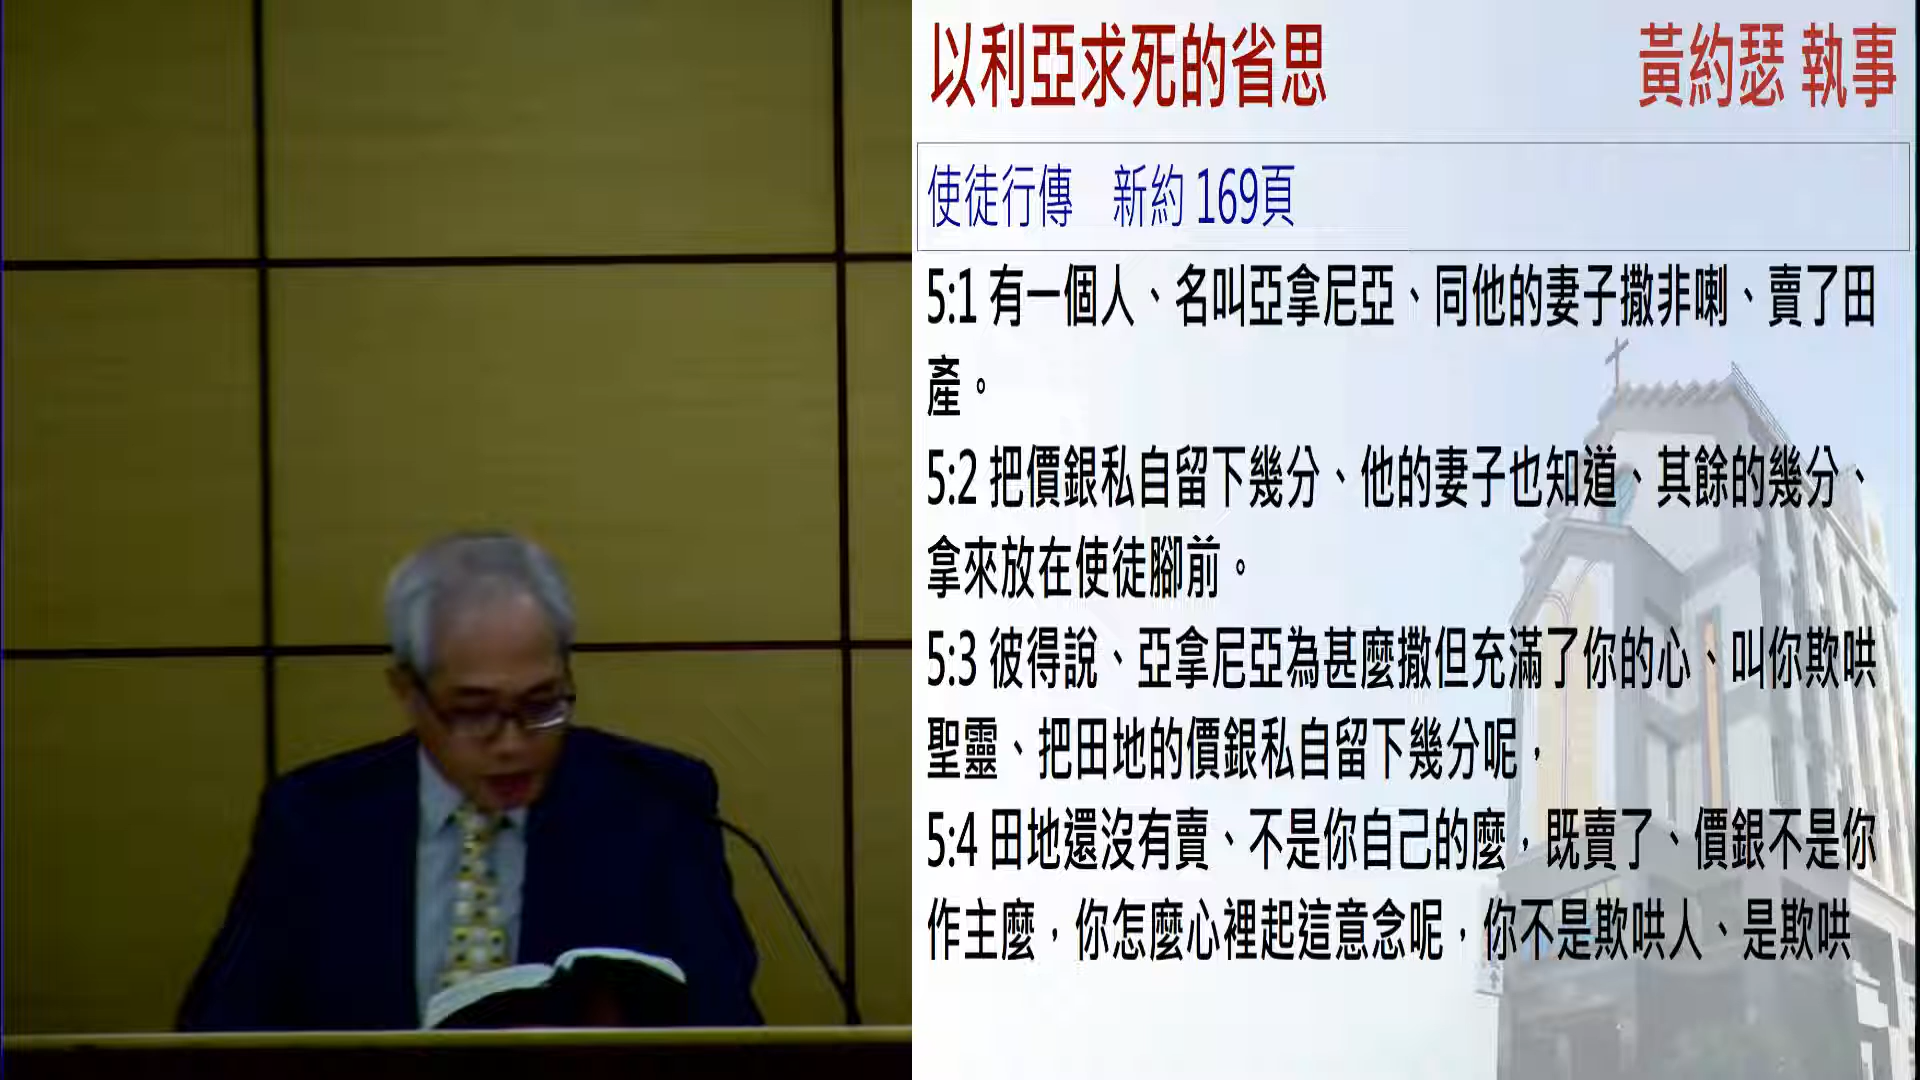 以利亞求死的省思
黃約瑟 執事
使徒行傳　新約 169頁
5:1 有一個人、名叫亞拿尼亞、同他的妻子撒非喇、賣了田
產。
5:2 把價銀私自留下幾分、他的妻子也知道、其餘的幾分、
拿來放在使徒腳前。
5:3 彼得說、亞拿尼亞為甚麼撒但充滿了你的心、叫你欺哄
聖靈、把田地的價銀私自留下幾分呢，
5:4 田地還沒有賣、不是你自己的麼，既賣了、價銀不是你
作主麼，你怎麼心裡起這意念呢，你不是欺哄人、是欺哄